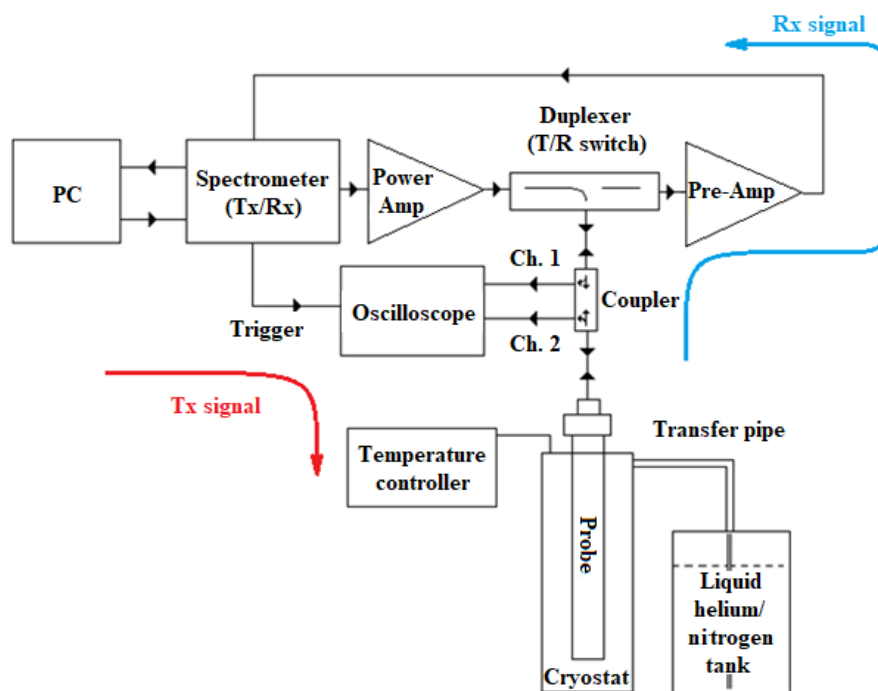 Rx signal
Duplexer
(T/R switch)
PC
Spectrometer
(Tx/Rx)
Power
Amp
Pre-Amp
Ch. 1
Coupler
Oscilloscope
Trigger
Ch. 2
Tx signal
Temperature
controller
Transfer pipe
Probe
Liquid
helium/
nitrogen
tank
Cryostat